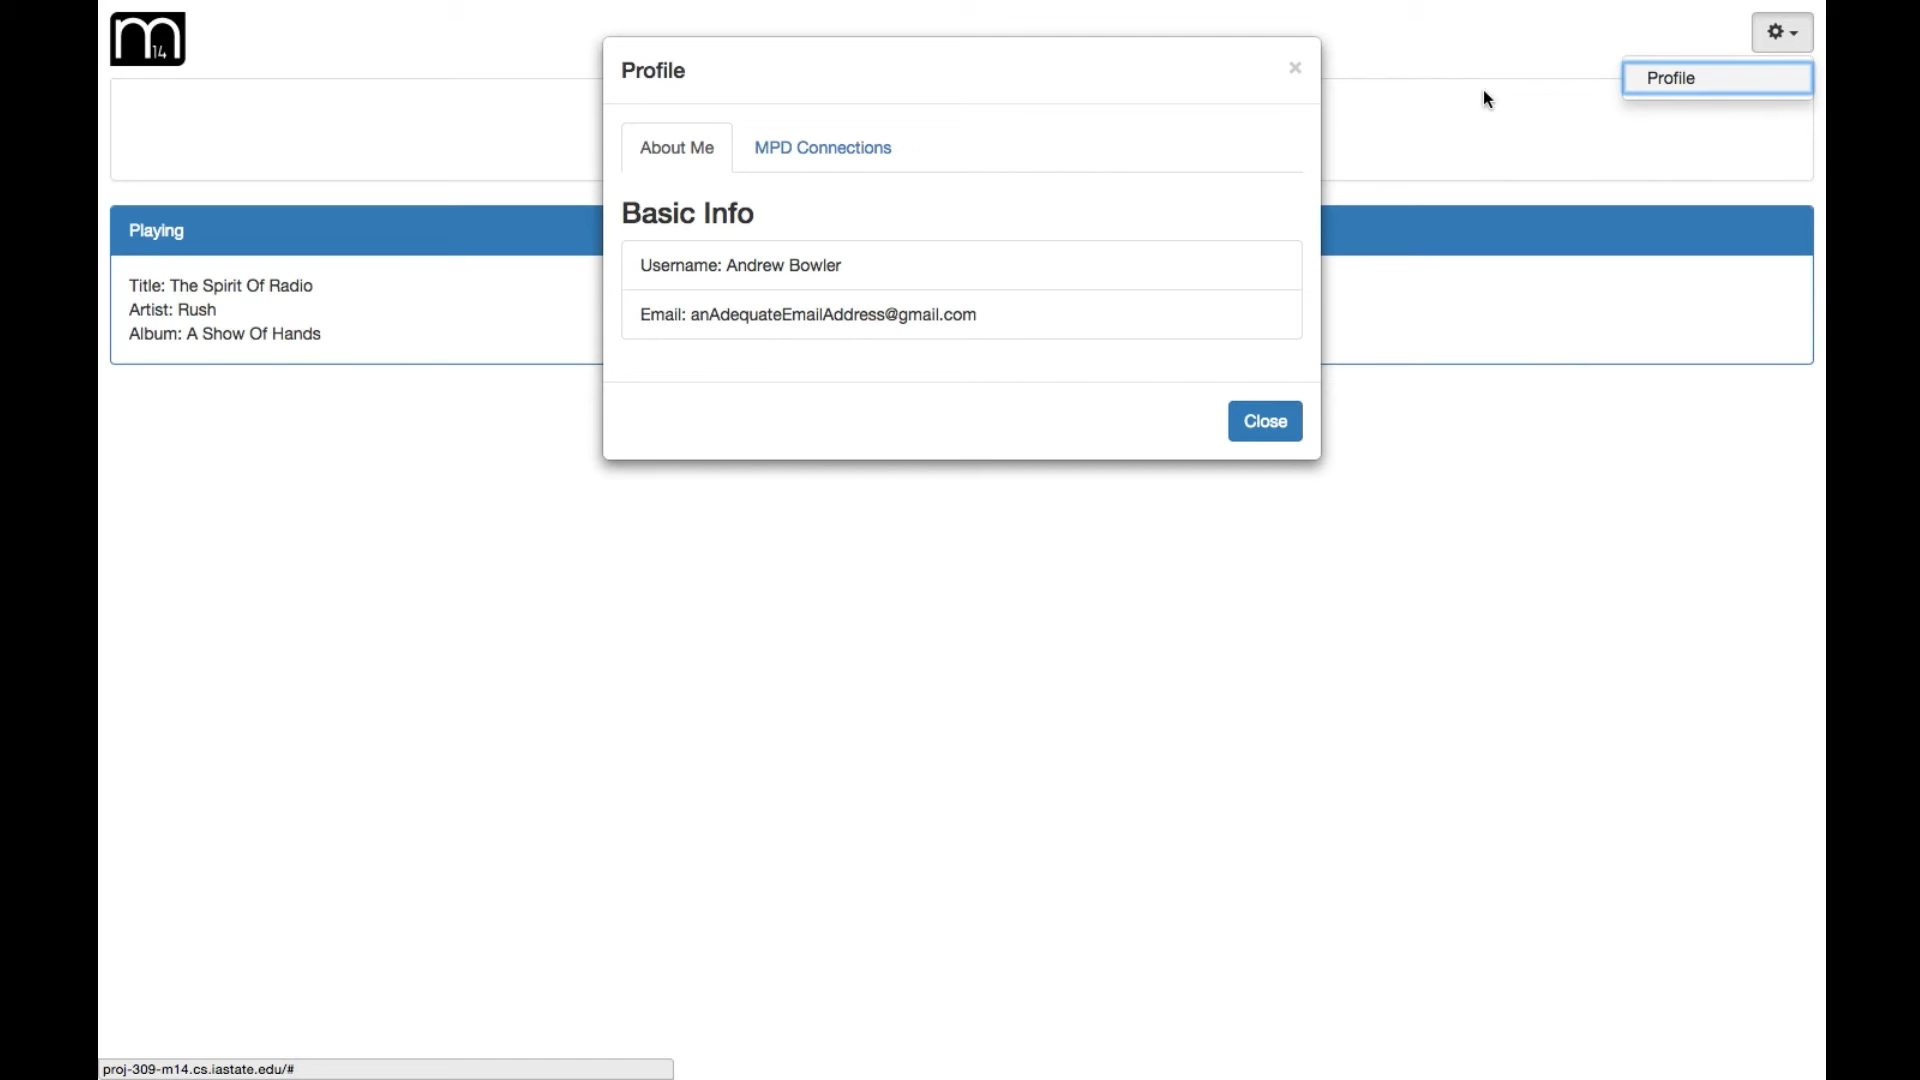 m
14
Profile
×
Profile
About Me
MPD Connections
Basic Info
Playing
Username: Andrew Bowler
Title: The Spirit Of Radio
Artist: Rush
Email: anAdequateEmailAddress@gmail.com
Album: A Show Of Hands
Close
proj-309-m14.cs.iastate.edu/#